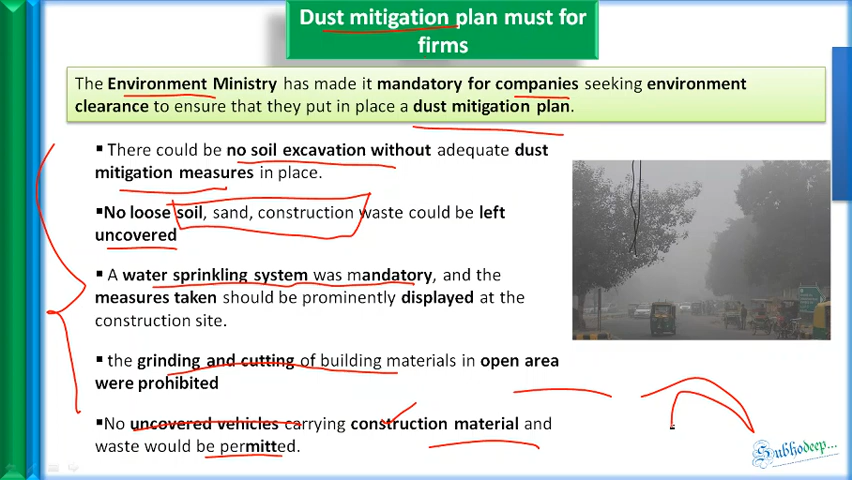 Dust mitigation plan must for
firms
The Environment Ministry has made it mandatory for companies seeking environment
clearance to ensure that they put in place a dust mitigation plan.
▪ There could be no soil excavation without adequate dust
mitigation measures in place.
▪No loose soil, sand, construction waste could be left
uncovered
▪ A water sprinkling system was mandatory, and the
measures taken should be prominently displayed at the
construction site.
▪ the grinding and cutting of building materials in open area
were prohibited
▪No uncovered vehicles carrying construction material and
waste would be permitted.
Subhodeep...